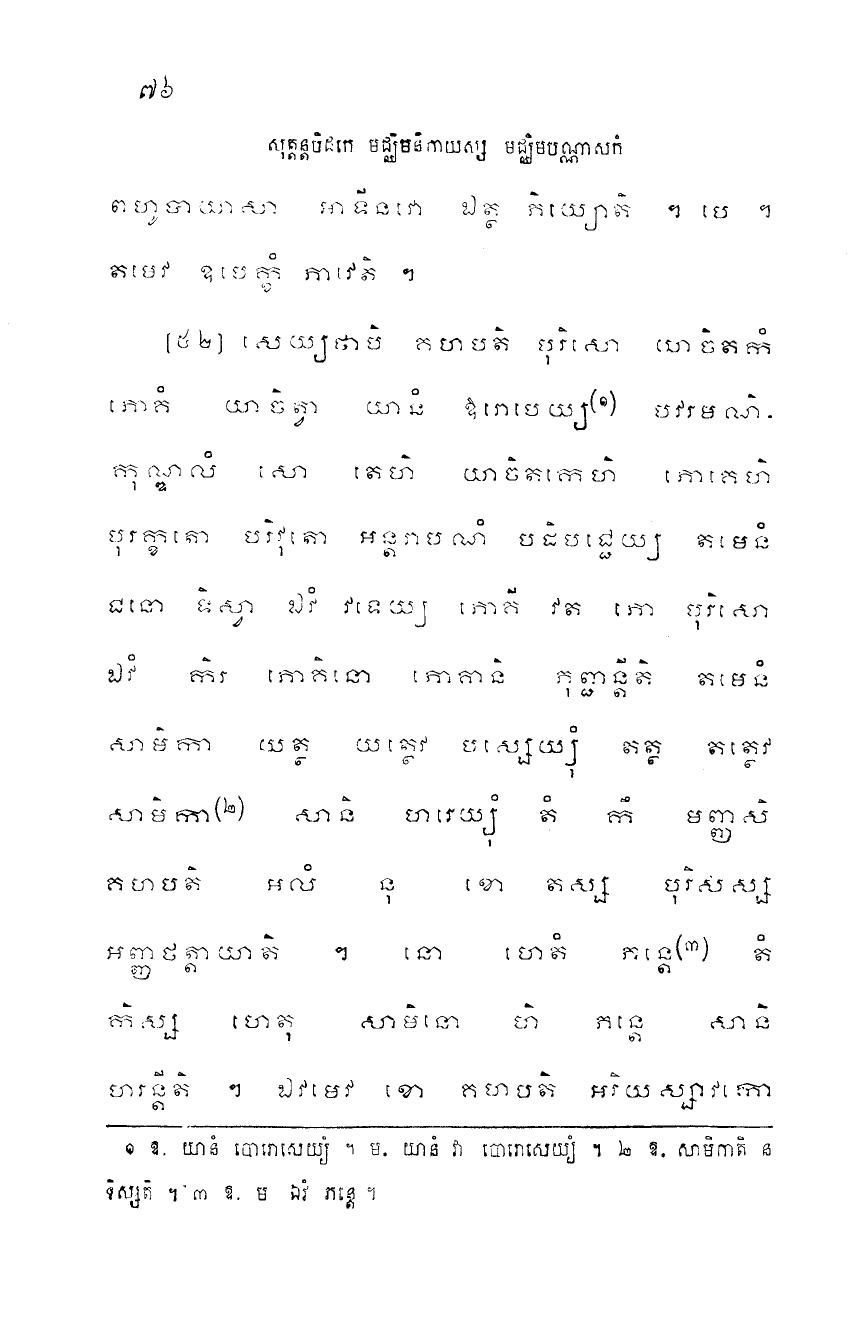 ៧៦
សុត្តន្តបិដកេ មជ្ឈិមនិកាយស្ស មជ្ឈិមបណ្ណាសកំ
ពហូបាយាសា អាទីនវោ ឯត្ថ ភិយ្យោតិ ។ បេ ។
តមេវ ឧបេក្ខំ ភាវេតិ ។
[៥២] សេយ្យថាបិ គហបតិ បុរិសោ យាចិតកំ
ភោគំ យាចិត្វា យានំ ឱរោបេយ្យ(១) បវរមណិ-
កុណ្ឌលំ សោ តេហិ យាចិតកេហិ ភោគេហិ
បុរក្ខតោ បរិវុតោ អន្តរាបណំ បដិបជ្ជេយ្យ តមេនំ
ជនោ ទិស្វា ឯវំ វទេយ្យ ភោគី វត ភោ បុរិសោ
ឯវំ កិរ ភោគិនោ ភោគានិ ភុញ្ជន្តីតិ តមេនំ
សាមិកា យត្ថ យត្ថេវ បស្សេយ្យុំ តត្ថ តត្ថេវ
សាមិកា(២) សានិ ហរេយ្យុំ តំ កឹ មញ្ញសិ
គហបតិ អលំ នុ ខោ តស្ស បុរិសស្ស
អញ្ញថត្តាយាតិ ។ នោ ហេតំ ភន្តេ(៣) តំ
កិស្ស ហេតុ សាមិនោ ហិ ភន្តេ សានិ
ហរន្តីតិ ។ ឯវមេវ ខោ គហបតិ អរិយស្សាវកោ
១ ឧ. យានំ បោរោសេយ្យំ ។ ម. យានំ វា បោរោសេយ្យំ ។ ២ ឧ. សាមិកាតិ ន
ទិស្សតិ ។ ៣ ឧ. ម ឯវំ ភន្តេ ។